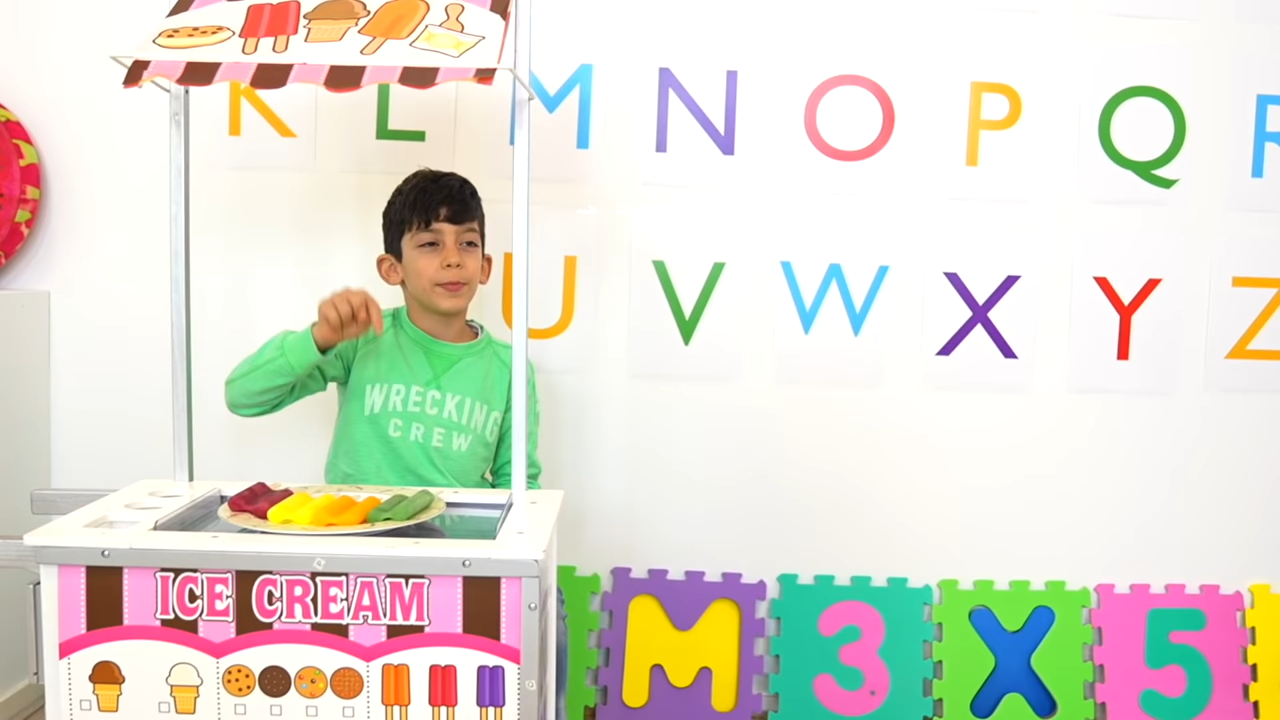 K L M N O P Q R
U V W X Y Z
WRECKING
CREW
ICE CREAM
M 3 X 5